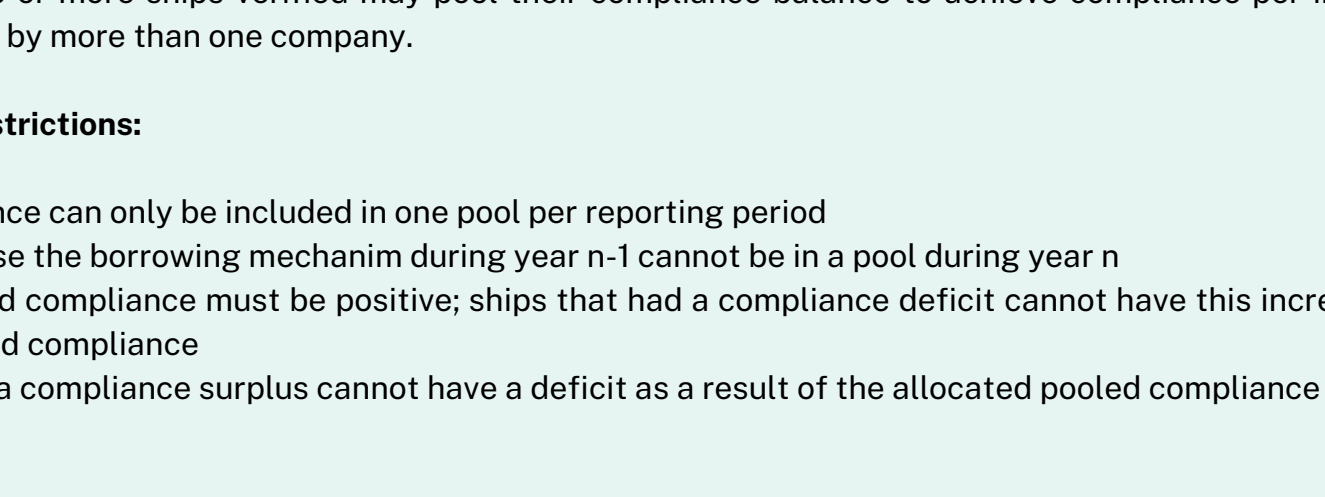 or more ships verified may pool their compliance balance to achieve compliance per
by more than one company.
strictions:
nce can only be included in one pool per reporting period
se the borrowing mechanim during year n-1 cannot be in a pool during year n
d compliance must be positive; ships that had a compliance deficit cannot have this incre
d compliance
a compliance surplus cannot have a deficit as a result of the allocated pooled compliance